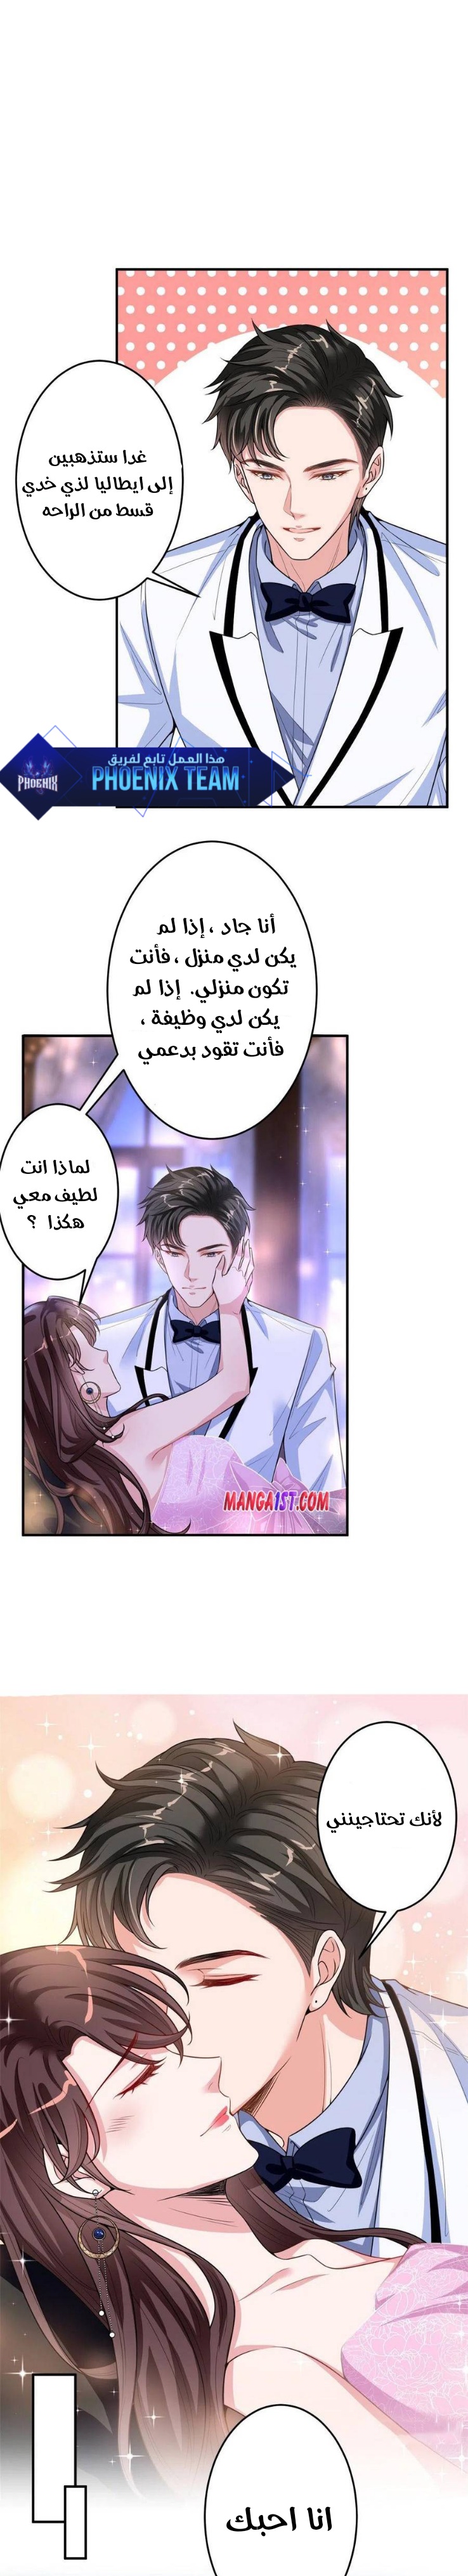 غدا ستذهبين
إلى ايطاليا لذي خدي
قسط من الراحه
هذا العمل تابع لفريق
PHOENIX
PHOENIX TEAM
أنا جاد ، إذا لم
يكن لدي منزل ، فأنت
تكون منزلي. إذا لم
يكن لدي وظيفة ،
فأنت تقود بدعمي
لماذا انت
لطيف معي
هكذا ؟
MANGA1ST.COM
لأنك تحتاجينني
انا احبك